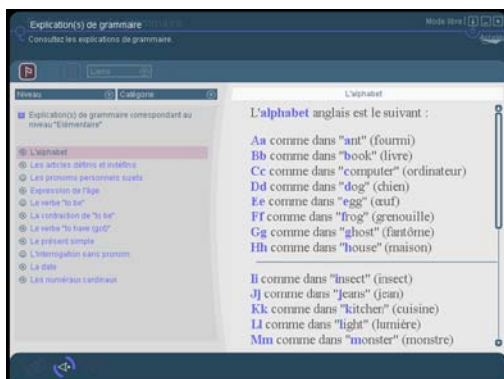 Explication(s) de grammaire
Mode libre
Consultez les explications de grammaire.
Liens
Niveau
Catégorie
L'alphabet
Explication(s) de grammaire correspondant au
niveau "Elémentaire"
L'alphabet
Les articles définis et indéfinis
Les pronoms personnels sujets
Expression de l'âge
Le verbe "to be"
La contraction de "to be"
Le verbe "to have (got)"
Le présent simple
L'interrogation sans pronom
La date
Les numéraux cardinaux
L'alphabet anglais est le suivant :
Aa comme dans "ant" (fourmi)
Bb comme dans "book" (livre)
Cc comme dans "computer" (ordinateur)
Dd comme dans "dog" (chien)
Ee comme dans "egg" (œuf)
Ff comme dans "frog" (grenouille)
Gg comme dans "ghost" (fantôme)
Hh comme dans "house" (maison)
Ii comme dans "insect" (insect)
Jj comme dans "jeans" (jean)
Kk comme dans "kitchen" (cuisine)
Ll comme dans "light" (lumière)
Mm comme dans "monster" (monstre)